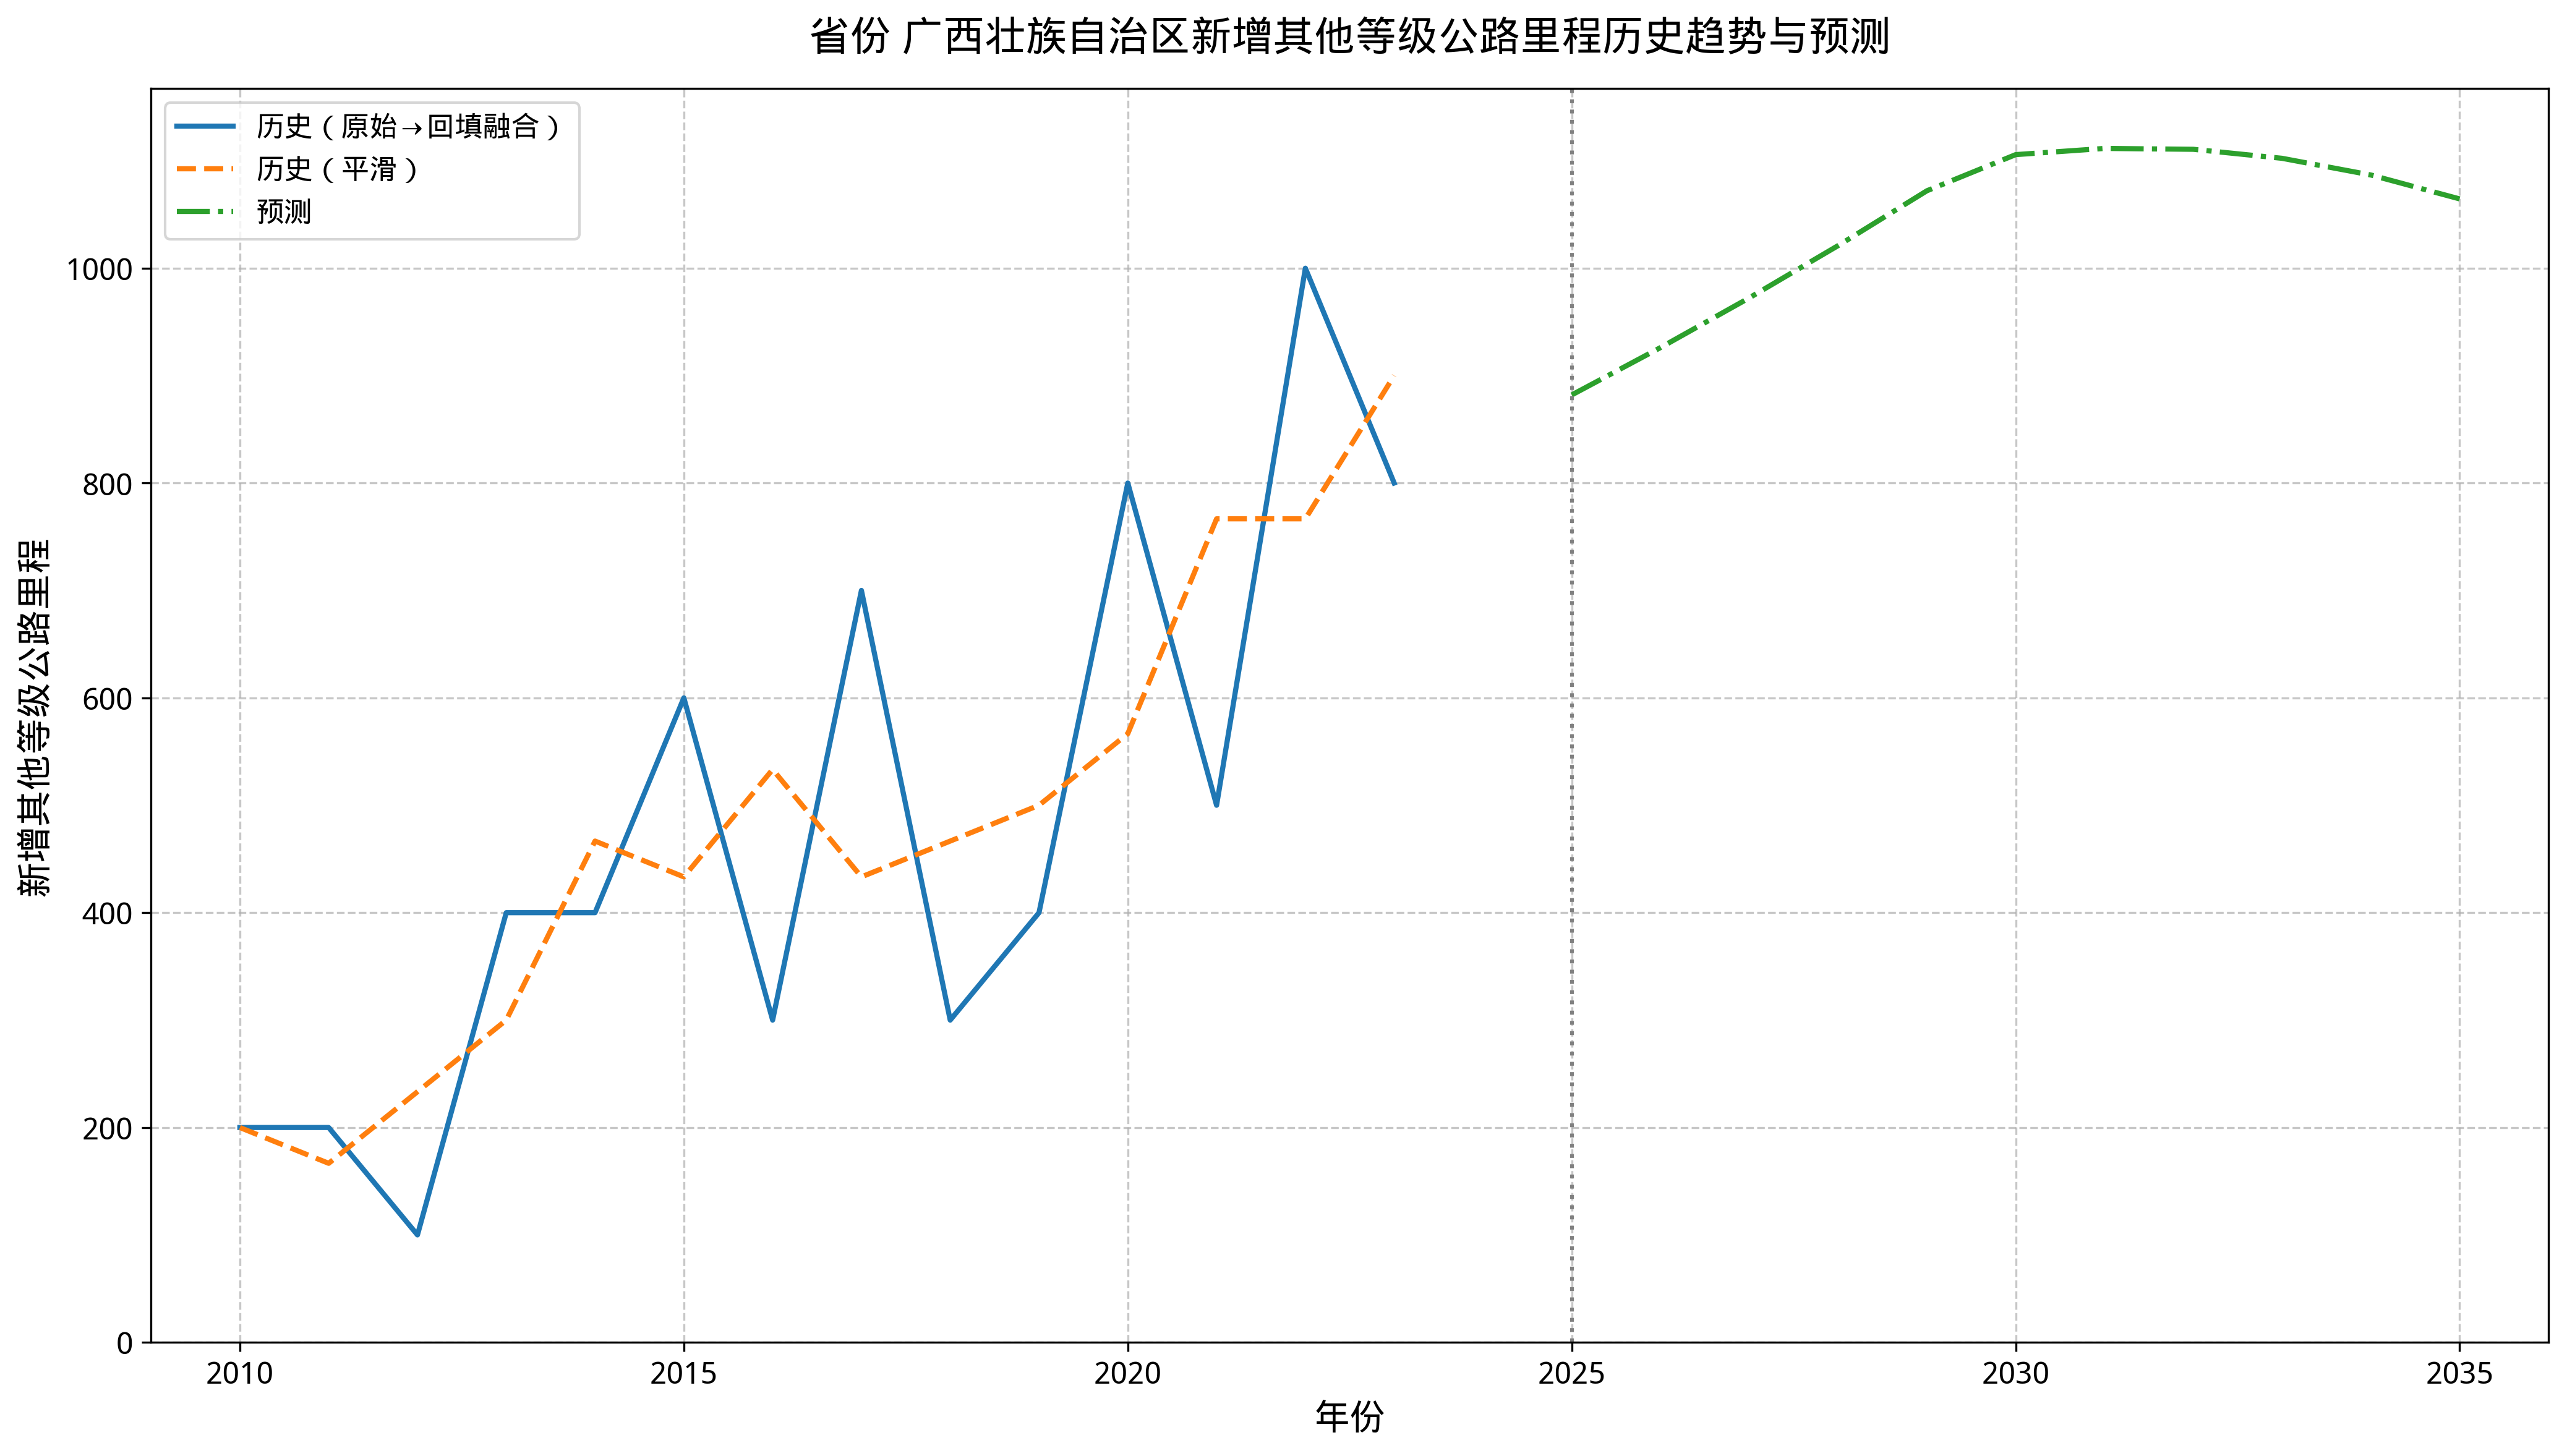 省份 广西壮族自治区新增其他等级公路里程历史趋势与预测
历史（原始→回填融合）
历史（平滑）
预测
新增其他等级公路里程
1000
800
600
400
200
0
2010
2015
2020
2025
2030
2035
年份